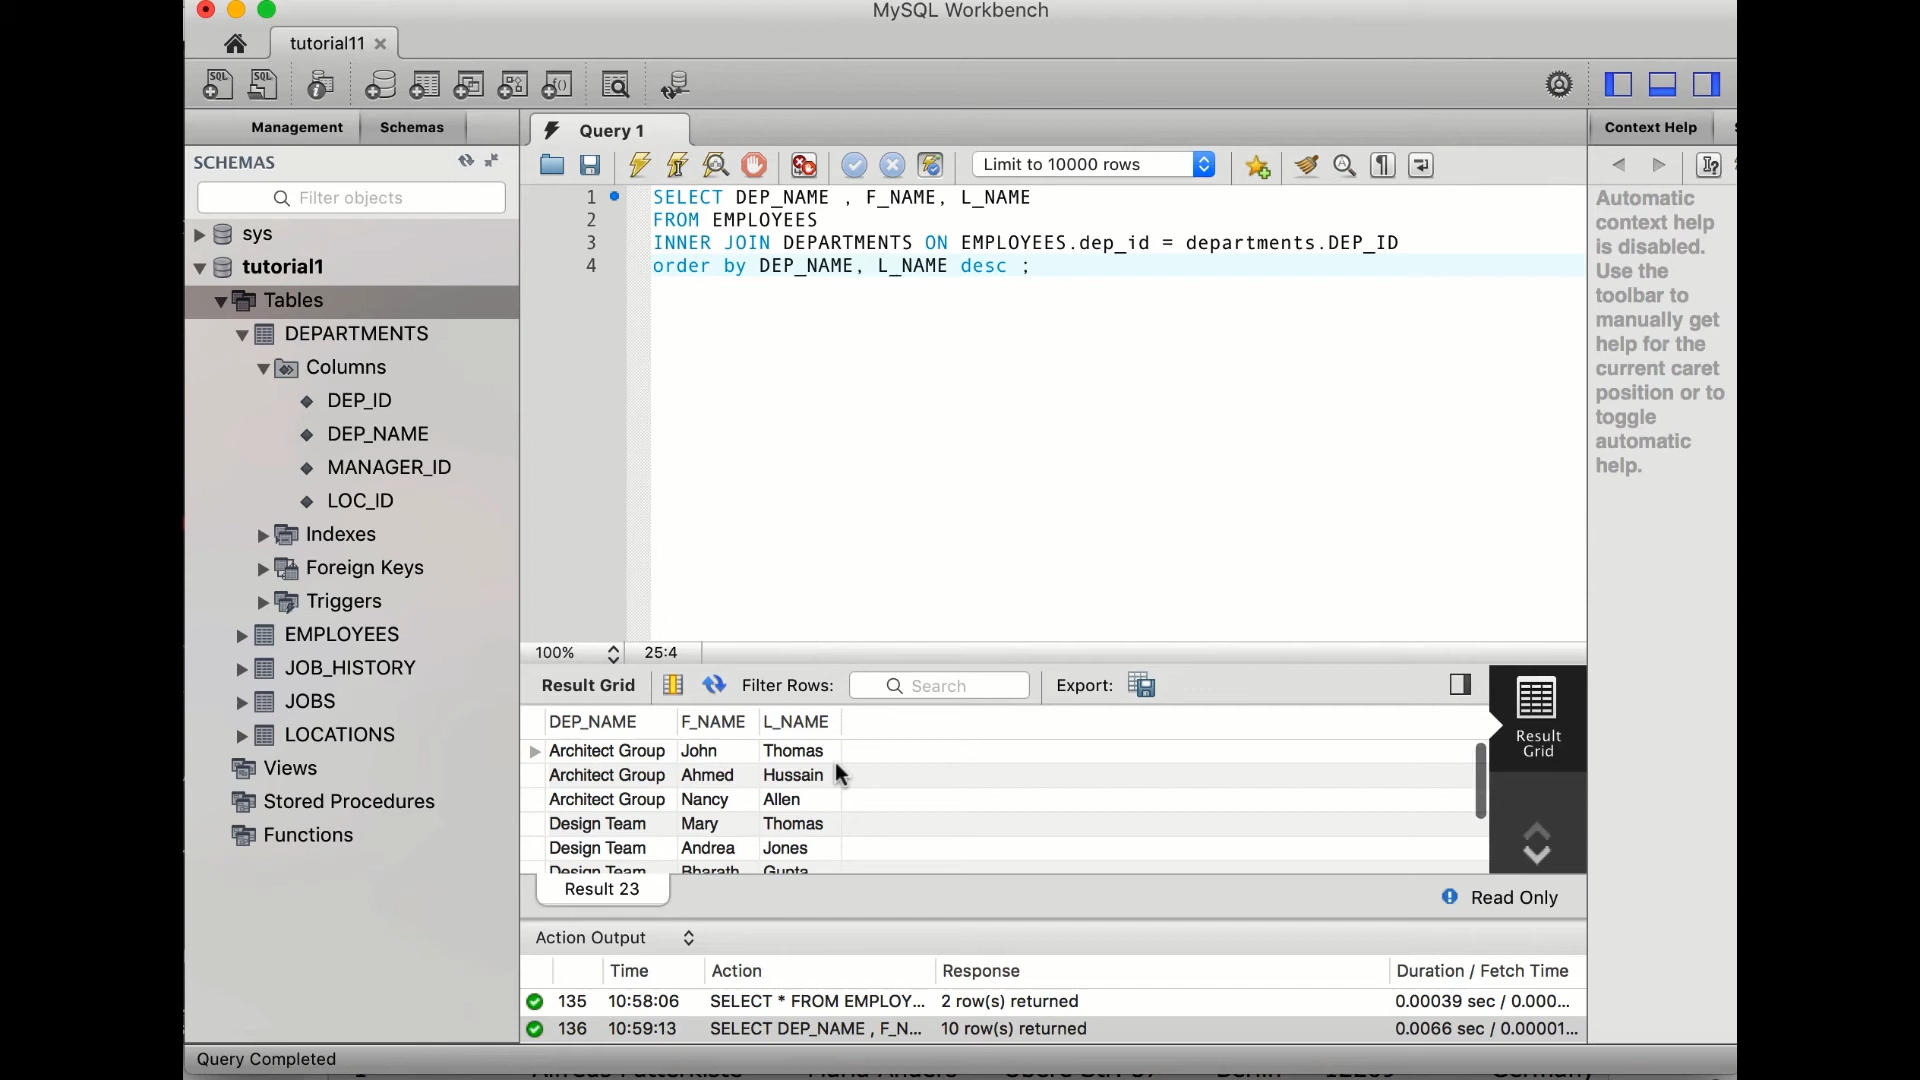 MySQL Workbench
tutorial11
SQL SQL
Management Schemas
Query 1
Context Help
SCHEMAS
Limit to 10000 rows
Filter objects
sys
tutorial1
Tables
DEPARTMENTS
Columns
DEP_ID
DEP_NAME
MANAGER_ID
LOC_ID
Indexes
Foreign Keys
Triggers
EMPLOYEES
JOB_HISTORY
JOBS
LOCATIONS
Views
Stored Procedures
Functions
1 SELECT DEP_NAME , F_NAME, L_NAME
2 FROM EMPLOYEES
3 INNER JOIN DEPARTMENTS ON EMPLOYEES.dep_id = departments.DEP_ID
4 order by DEP_NAME, L_NAME desc ;
Automatic
context help
is disabled.
Use the
toolbar to
manually get
help for the
current caret
position or to
toggle
automatic
help.
100% 25:4
Result Grid Filter Rows: Search Export:
DEP_NAME F_NAME L_NAME
Architect Group John Thomas
Architect Group Ahmed Hussain
Architect Group Nancy Allen
Design Team Mary Thomas
Design Team Andrea Jones
Design Team Bharath Gupta
Result
Grid
Result 23
Read Only
Action Output
Time Action Response Duration / Fetch Time
135 10:58:06 SELECT * FROM EMPLOY... 2 row(s) returned 0.00039 sec / 0.000...
136 10:59:13 SELECT DEP_NAME , F_N... 10 row(s) returned 0.0066 sec / 0.00001...
Query Completed